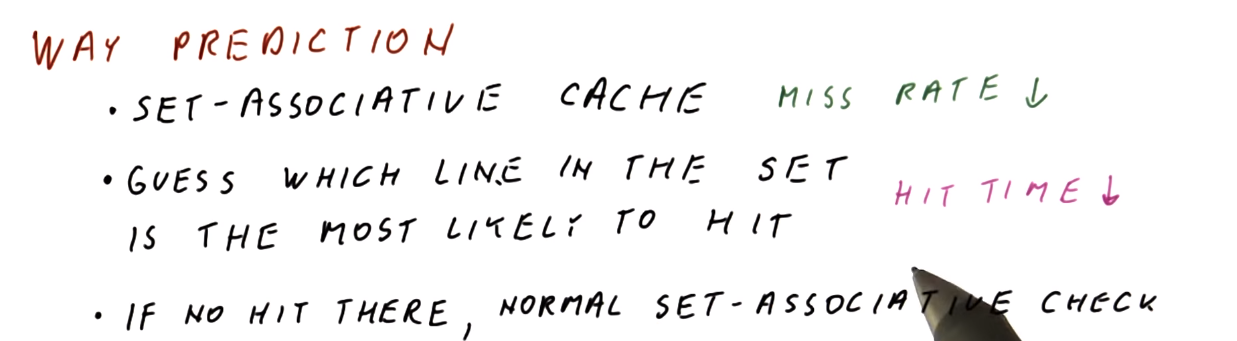 WAY PREDICTION
• SET-ASSOCIATIVE CACHE MISS RATE ↓
• GUESS WHICH LINE IN THE SET
IS THE MOST LIKELY TO HIT
HIT TIME ↓
• IF NO HIT THERE, NORMAL SET-ASSOCIATIVE CHECK